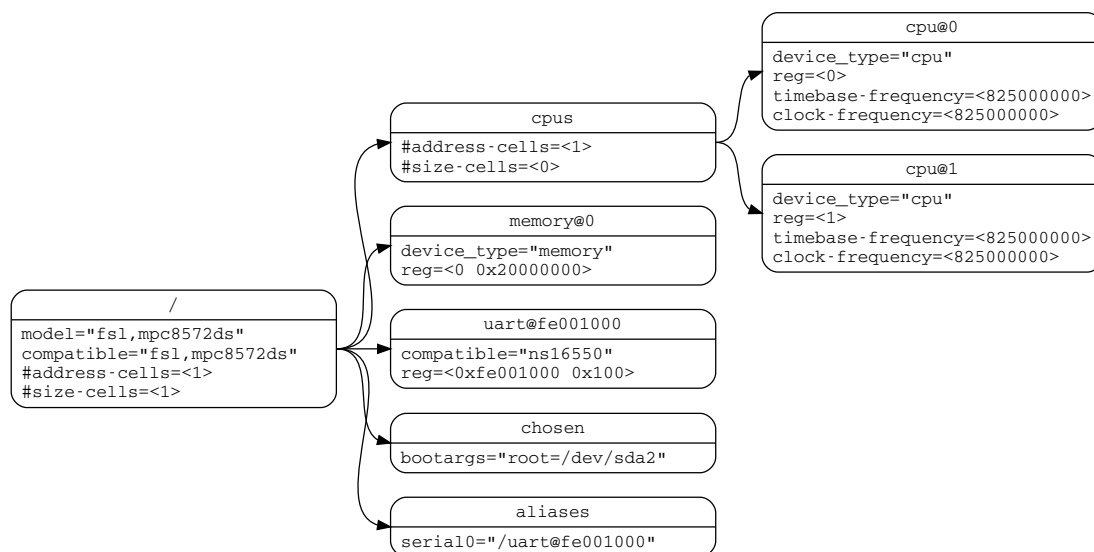 /
model="fsl,mpc8572ds"
compatible="fsl,mpc8572ds"
#address-cells=<1>
#size-cells=<1>
cpus
#address-cells=<1>
#size-cells=<0>
memory@0
device_type="memory"
reg=<0 0x20000000>
uart@fe001000
compatible="ns16550"
reg=<0xfe001000 0x100>
chosen
bootargs="root=/dev/sda2"
aliases
serial0="/uart@fe001000"
cpu@0
device_type="cpu"
reg=<0>
timebase-frequency=<825000000>
clock-frequency=<825000000>
cpu@1
device_type="cpu"
reg=<1>
timebase-frequency=<825000000>
clock-frequency=<825000000>